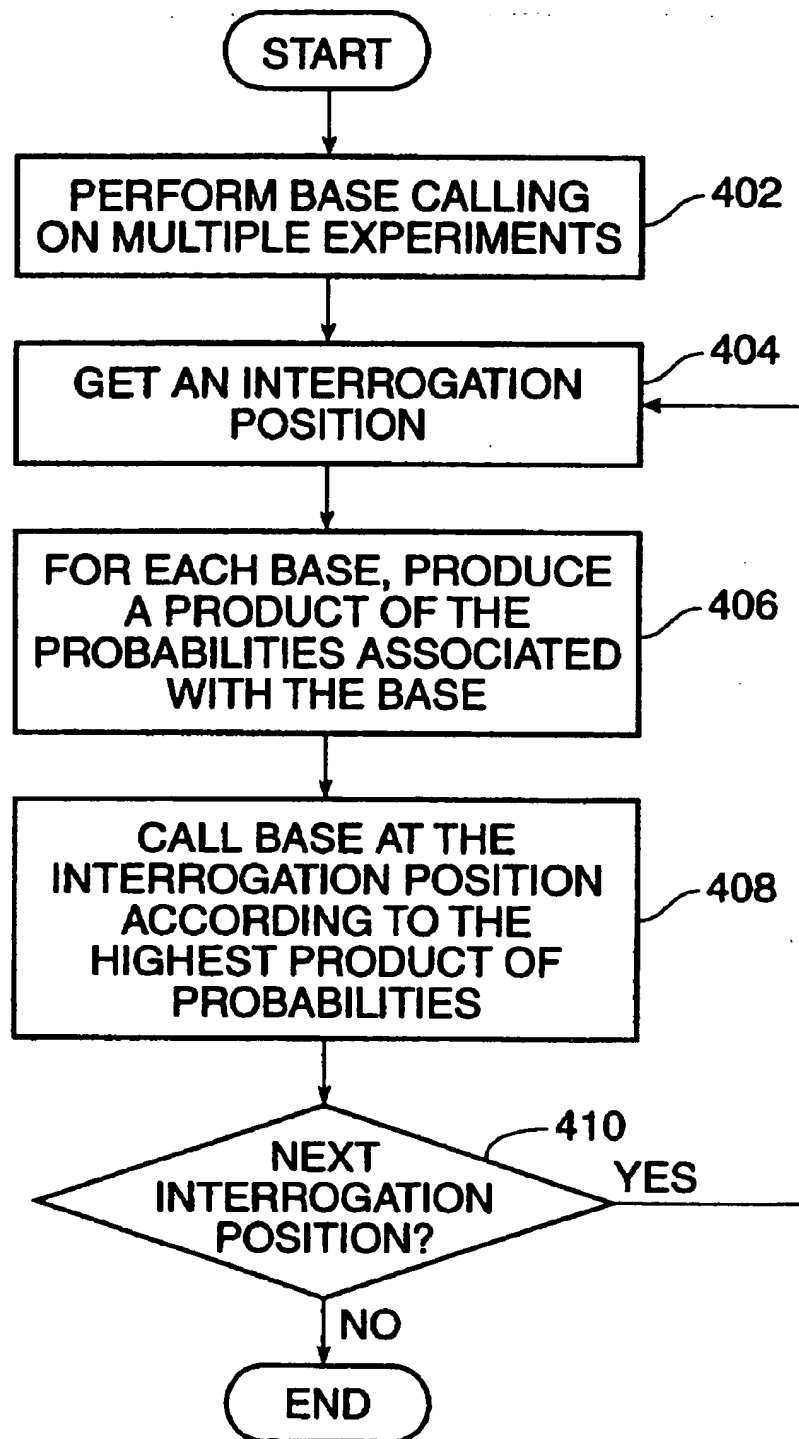 START
PERFORM BASE CALLING
ON MULTIPLE EXPERIMENTS
402
GET AN INTERROGATION
POSITION
404
FOR EACH BASE, PRODUCE
A PRODUCT OF THE
PROBABILITIES ASSOCIATED
WITH THE BASE
406
CALL BASE AT THE
INTERROGATION POSITION
ACCORDING TO THE
HIGHEST PRODUCT OF
PROBABILITIES
408
NEXT
INTERROGATION
POSITION?
410
YES
NO
END